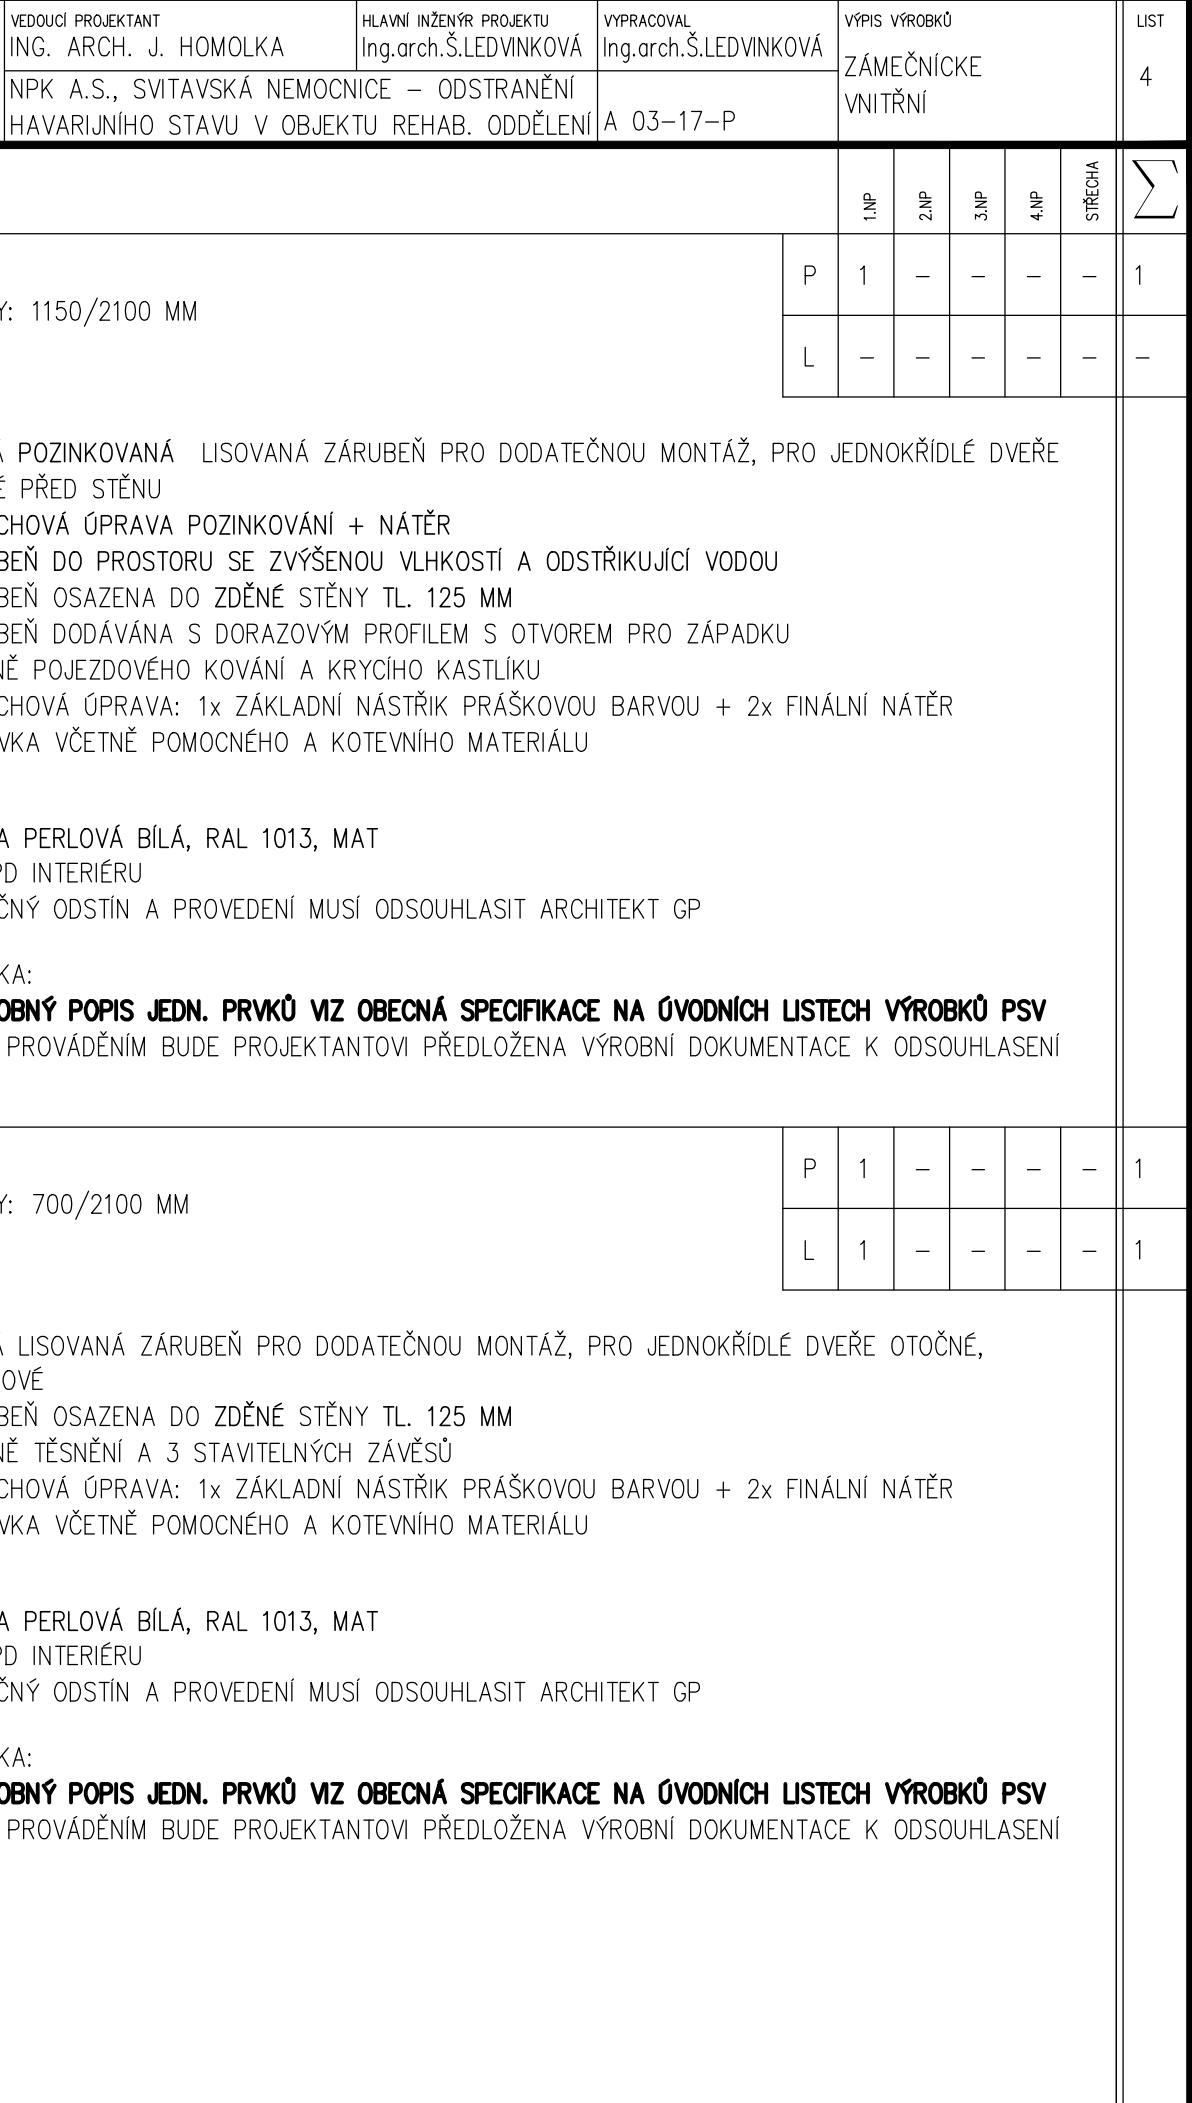 VEDOUCÍ PROJEKTANT
ING. ARCH. J. HOMOLKA
HLAVNÍ INŽENÝR PROJEKTU
Ing.arch.Š.LEDVINKOVÁ
VYPRACOVAL
Ing.arch.Š.LEDVINKOVÁ
VÝPIS VÝROBKŮ
ZÁMEČNÍCKE
VNITŘNÍ
LIST
4
NPK A.S., SVITAVSKÁ NEMOCNICE – ODSTRANĚNÍ
HAVARIJNÍHO STAVU V OBJEKTU REHAB. ODDĚLENÍ
A 03–17–P
1.NP 2.NP 3.NP 4.NP STŘECHA ∑
P 1 – – – – 1
Y: 1150/2100 MM
L – – – – – –
Á POZINKOVANÁ LISOVANÁ ZÁRUBEŇ PRO DODATEČNOU MONTÁŽ, PRO JEDNOKŘÍDLÉ DVEŘE
É PŘED STĚNU
CHOVÁ ÚPRAVA POZINKOVÁNÍ + NÁTĚR
BEŇ DO PROSTORU SE ZVÝŠENOU VLHKOSTÍ A ODSTŘIKUJÍCÍ VODOU
BEŇ OSAZENA DO ZDĚNÉ STĚNY TL. 125 MM
BEŇ DODÁVÁNA S DORAZOVÝM PROFILEM S OTVOREM PRO ZÁPADKU
NĚ POJEZDOVÉHO KOVÁNÍ A KRYCÍHO KASTLÍKU
CHOVÁ ÚPRAVA: 1x ZÁKLADNÍ NÁSTŘIK PRÁŠKOVOU BARVOU + 2x FINÁLNÍ NÁTĚR
VKA VČETNĚ POMOCNÉHO A KOTEVNÍHO MATERIÁLU
A PERLOVÁ BÍLÁ, RAL 1013, MAT
PD INTERIÉRU
ČNÝ ODSTÍN A PROVEDENÍ MUSÍ ODSOUHLASIT ARCHITEKT GP
KA:
OBNÝ POPIS JEDN. PRVKŮ VIZ OBECNÁ SPECIFIKACE NA ÚVODNÍCH LISTECH VÝROBKŮ PSV
PROVÁDĚNÍM BUDE PROJEKTANTOVI PŘEDLOŽENA VÝROBNÍ DOKUMENTACE K ODSOUHLASENÍ
P 1 – – – – 1
Y: 700/2100 MM
L 1 – – – – 1
Á LISOVANÁ ZÁRUBEŇ PRO DODATEČNOU MONTÁŽ, PRO JEDNOKŘÍDLÉ DVEŘE OTOČNÉ,
OVÉ
BEŇ OSAZENA DO ZDĚNÉ STĚNY TL. 125 MM
NĚ TĚSNĚNÍ A 3 STAVITELNÝCH ZÁVĚSŮ
CHOVÁ ÚPRAVA: 1x ZÁKLADNÍ NÁSTŘIK PRÁŠKOVOU BARVOU + 2x FINÁLNÍ NÁTĚR
VKA VČETNĚ POMOCNÉHO A KOTEVNÍHO MATERIÁLU
A PERLOVÁ BÍLÁ, RAL 1013, MAT
PD INTERIÉRU
ČNÝ ODSTÍN A PROVEDENÍ MUSÍ ODSOUHLASIT ARCHITEKT GP
KA:
OBNÝ POPIS JEDN. PRVKŮ VIZ OBECNÁ SPECIFIKACE NA ÚVODNÍCH LISTECH VÝROBKŮ PSV
PROVÁDĚNÍM BUDE PROJEKTANTOVI PŘEDLOŽENA VÝROBNÍ DOKUMENTACE K ODSOUHLASENÍ